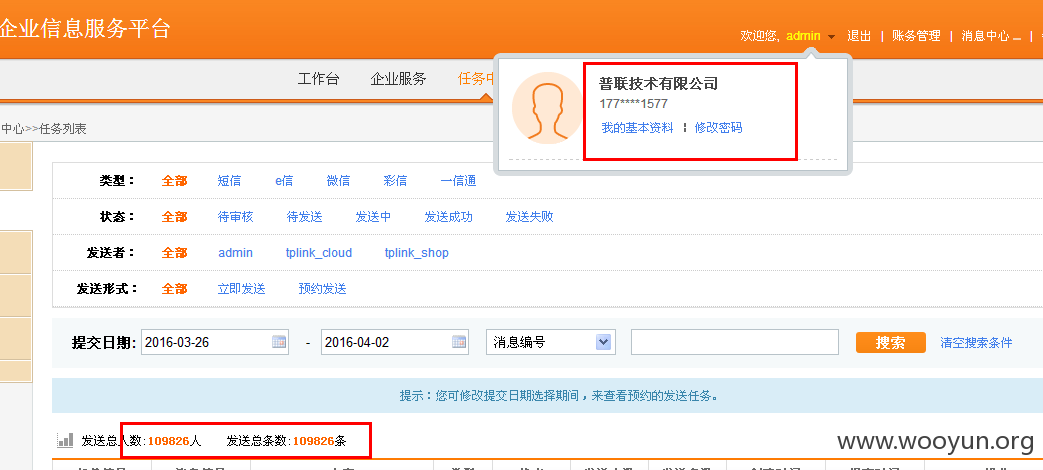 企业信息服务平台
欢迎您, admin 退出 | 账务管理 | 消息中心 |
工作台 企业服务 任务中
普联技术有限公司
177****1577
我的基本资料 ¦ 修改密码
中心>>任务列表
类型： 全部 短信 e信 微信 彩信 一信通
状态： 全部 待审核 待发送 发送中 发送成功 发送失败
发送者： 全部 admin tplink_cloud tplink_shop
发送形式： 全部 立即发送 预约发送
提交日期: 2016-03-26 - 2016-04-02 消息编号 搜索 清空搜索条件
提示：您可修改提交日期选择期间，来查看预约的发送任务。
发送总人数:109826人 发送总条数:109826条
www.wooyun.org